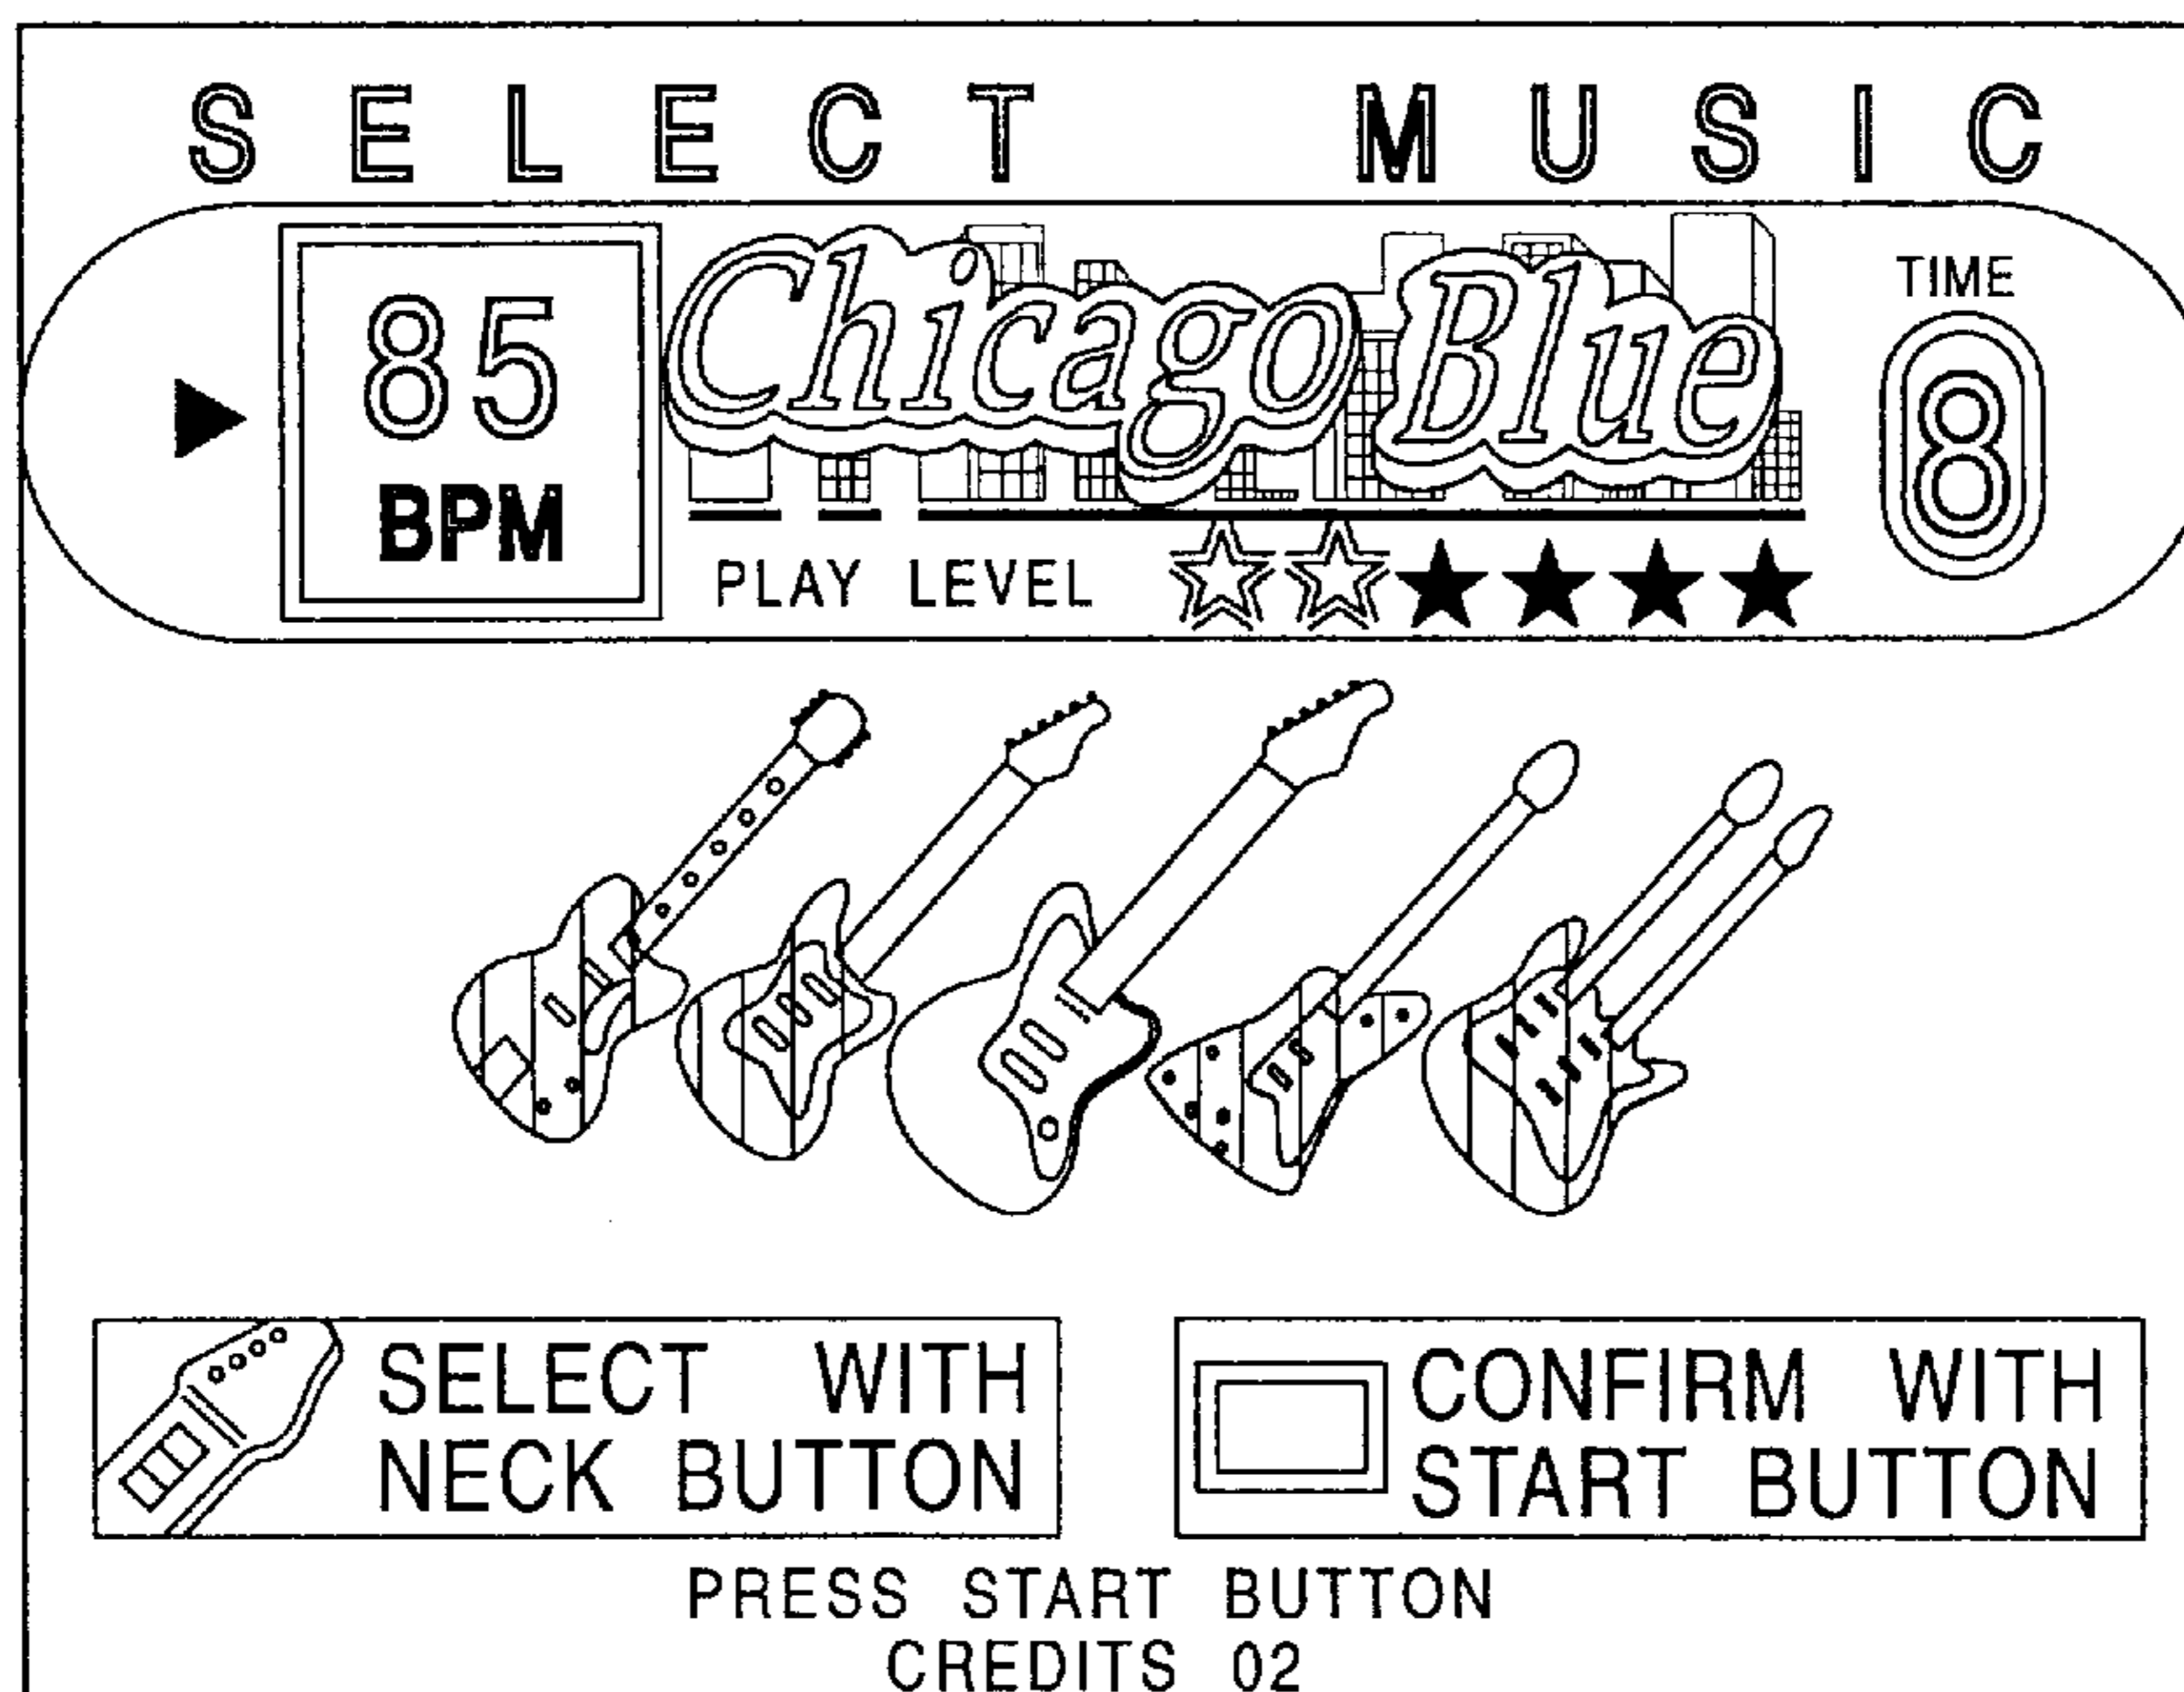 SELECT MUSIC
85
BPM
Chicago Blue
TIME
8
PLAY LEVEL
SELECT WITH
NECK BUTTON
CONFIRM WITH
START BUTTON
PRESS START BUTTON
CREDITS 02